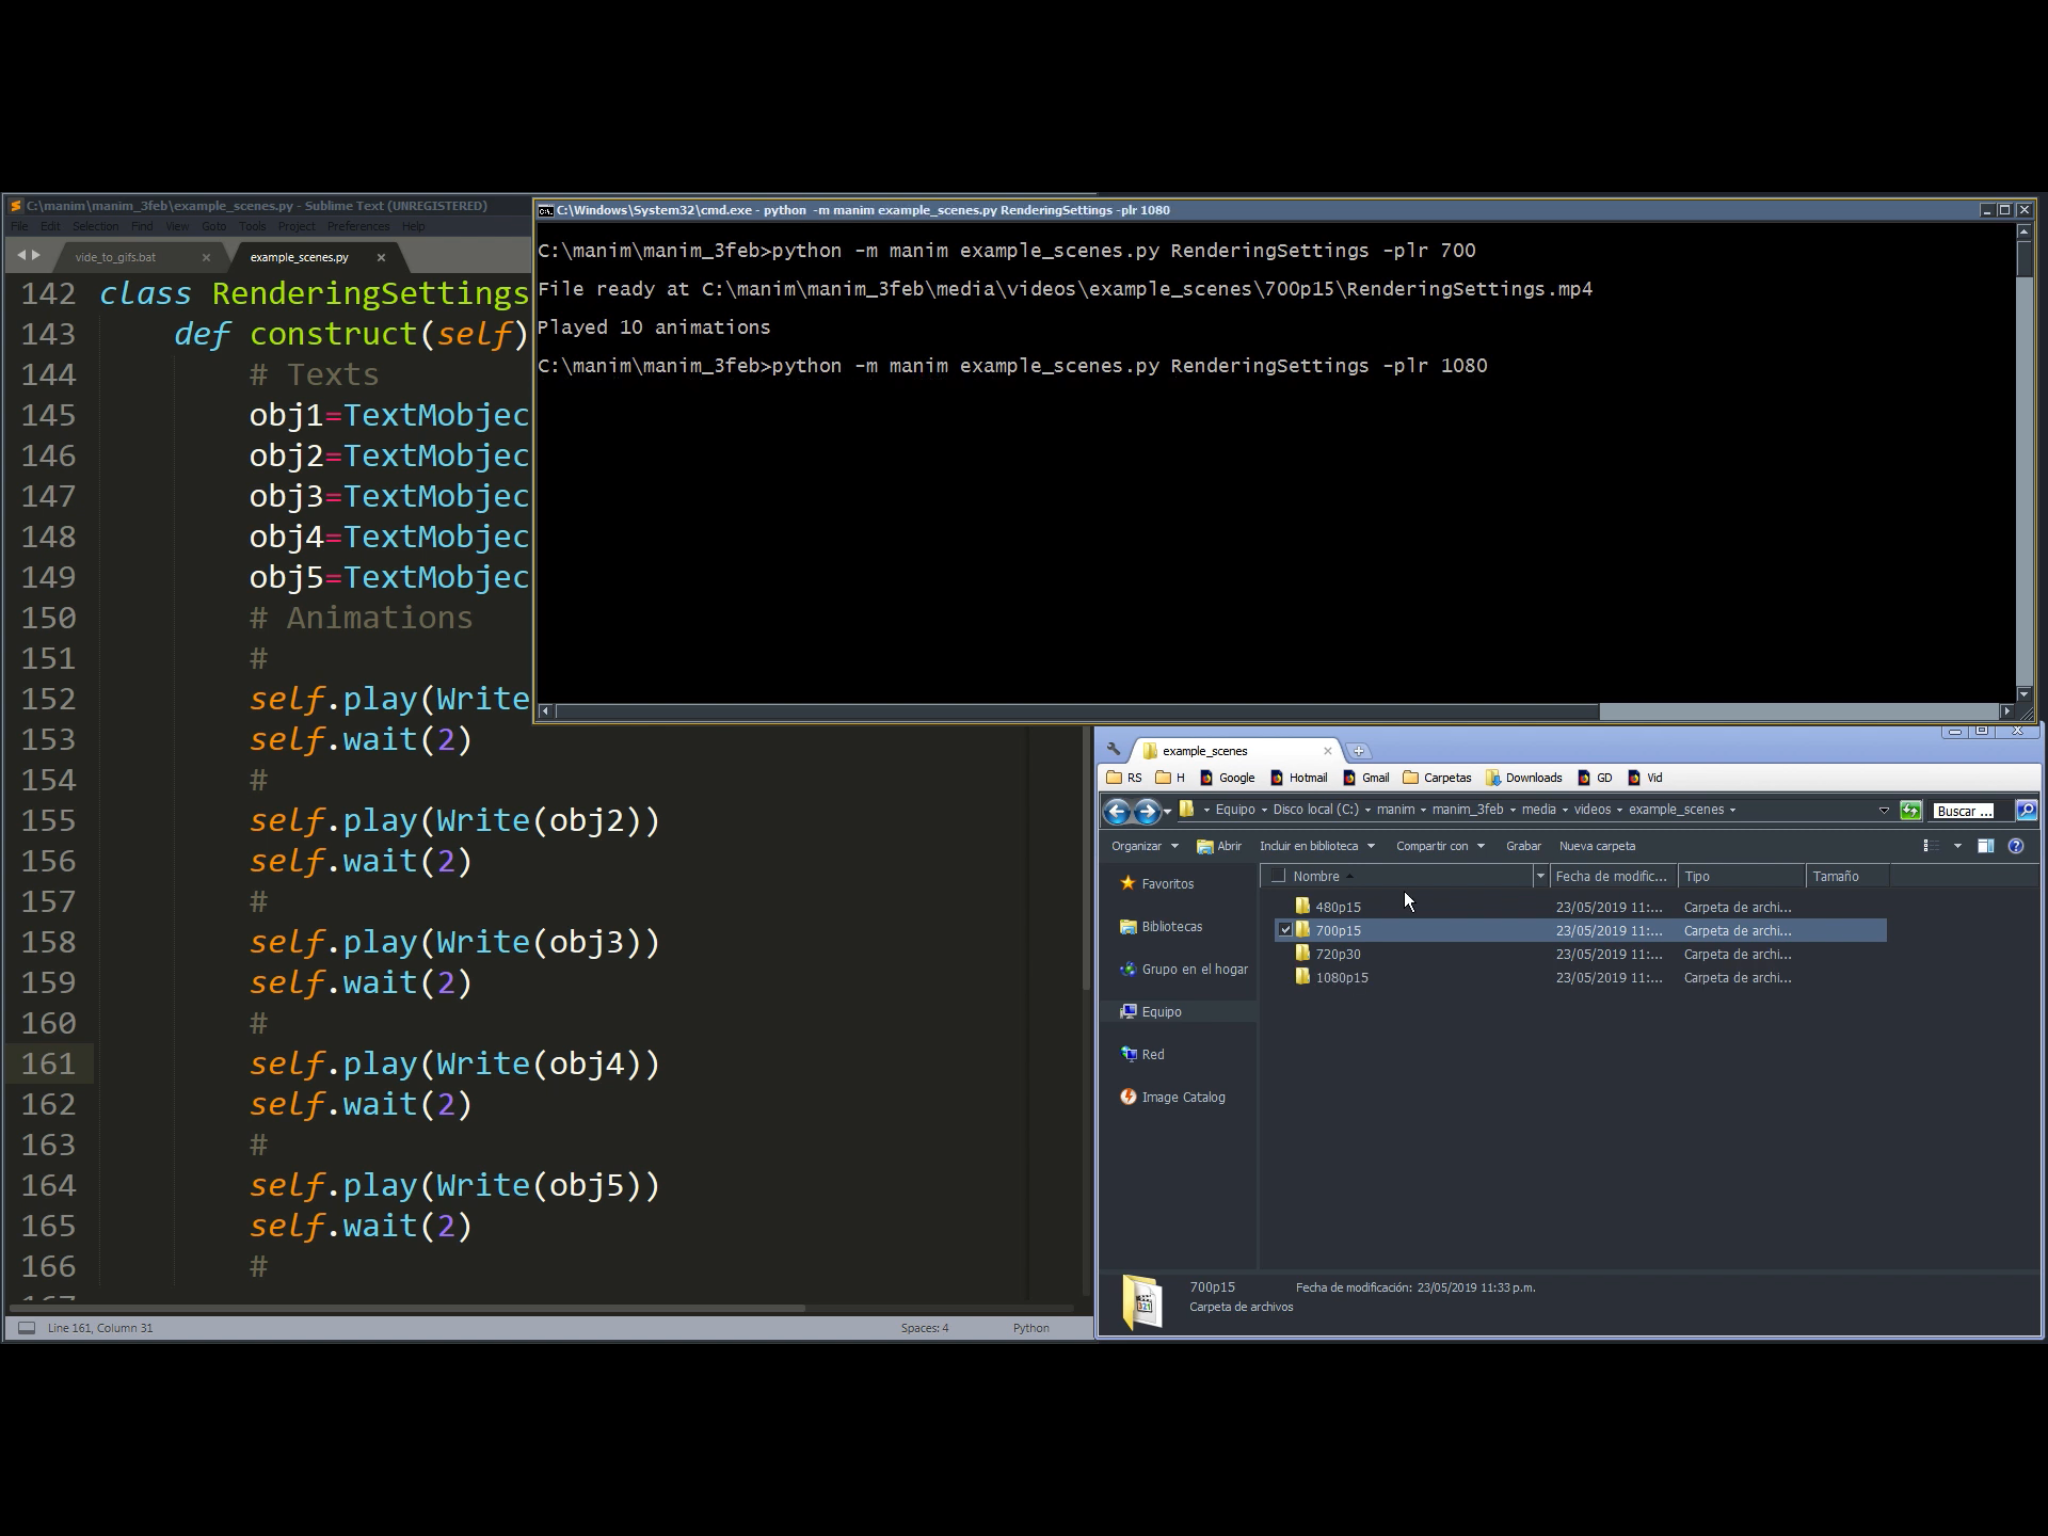 C:\manim\manim_3feb\example_scenes.py - Sublime Text (UNREGISTERED)
File Edit Selection Find View Goto Tools Project Preferences Help
vide_to_gifs.bat
example_scenes.py
142 class RenderingSettings
143 def construct(self)
144 # Texts
145 obj1=TextMobjec
146 obj2=TextMobjec
147 obj3=TextMobjec
148 obj4=TextMobjec
149 obj5=TextMobjec
150 # Animations
151 #
152 self.play(Write
153 self.wait(2)
154 #
155 self.play(Write(obj2))
156 self.wait(2)
157 #
158 self.play(Write(obj3))
159 self.wait(2)
160 #
161 self.play(Write(obj4))
162 self.wait(2)
163 #
164 self.play(Write(obj5))
165 self.wait(2)
166 #
Line 161, Column 31 Spaces: 4 Python
C:\Windows\System32\cmd.exe - python -m manim example_scenes.py RenderingSettings -plr 1080
C:\manim\manim_3feb>python -m manim example_scenes.py RenderingSettings -plr 700
File ready at C:\manim\manim_3feb\media\videos\example_scenes\700p15\RenderingSettings.mp4
Played 10 animations
C:\manim\manim_3feb>python -m manim example_scenes.py RenderingSettings -plr 1080
example_scenes
RS H Google Hotmail Gmail Carpetas Downloads GD Vid
Equipo Disco local (C:) manim manim_3feb media videos example_scenes Buscar ...
Organizar Abrir Incluir en biblioteca Compartir con Grabar Nueva carpeta
Favoritos
Bibliotecas
Grupo en el hogar
Equipo
Red
Image Catalog
Nombre Fecha de modific... Tipo Tamaño
480p15 23/05/2019 11:... Carpeta de archi...
700p15 23/05/2019 11:... Carpeta de archi...
720p30 23/05/2019 11:... Carpeta de archi...
1080p15 23/05/2019 11:... Carpeta de archi...
700p15 Fecha de modificación: 23/05/2019 11:33 p.m.
Carpeta de archivos